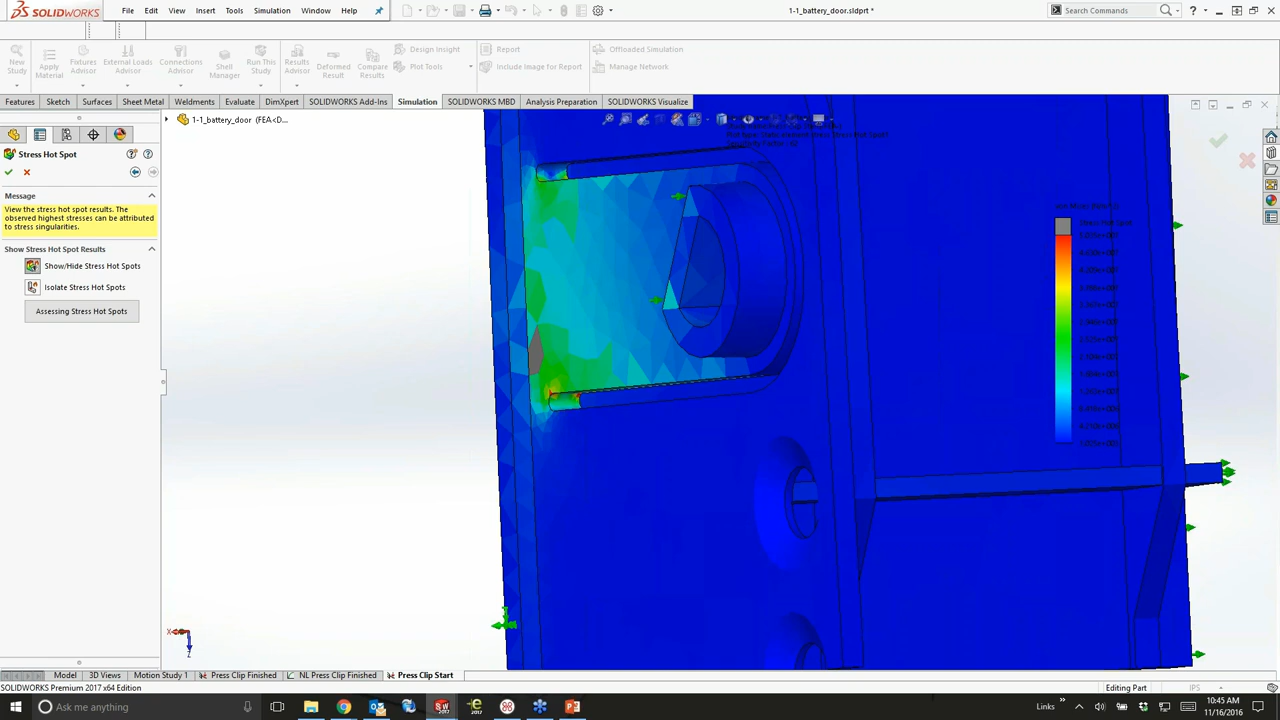 SOLIDWORKS
File Edit View Insert Tools Simulation Window Help
1-1_battery_door.sldprt *
Search Commands
New Study
Apply Material
Fixtures Advisor
External Loads Advisor
Connections Advisor
Shell Manager
Run This Study
Results Advisor
Deformed Result
Compare Results
Design Insight
Plot Tools
Report
Include Image for Report
Offloaded Simulation
Manage Network
Features Sketch Surfaces Sheet Metal Weldments Evaluate DimXpert SOLIDWORKS Add-Ins Simulation SOLIDWORKS MBD Analysis Preparation SOLIDWORKS Visualize
1-1_battery_door (FEA<D...
Stress Hot Spot
Message
View the stress hot spot results. The
observed highest stresses can be attributed
to stress singularities.
Show Stress Hot Spot Results
Show/Hide Stress Hot Spots
Isolate Stress Hot Spots
Assessing Stress Hot Spots
Stress Hot Spot
X
Z
Model 3D Views Motion Study 1 Press Clip Finished NL Press Clip Finished Press Clip Start
SOLIDWORKS Premium 2017 x64 Edition
Editing Part
IPS
Ask me anything
Links
10:45 AM
11/16/2016